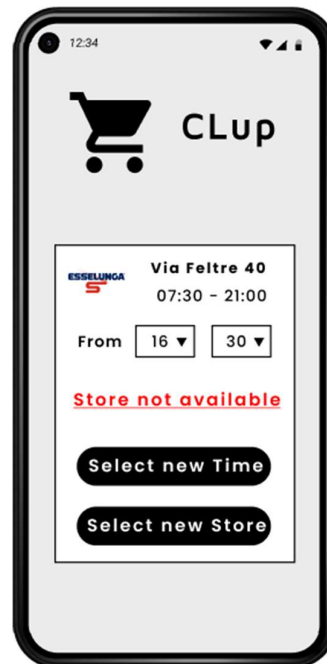 12:34
CLup
ESSELUNGA
Via Feltre 40
07:30 - 21:00
From 16 ▼ 30 ▼
Store not available
Select new Time
Select new Store